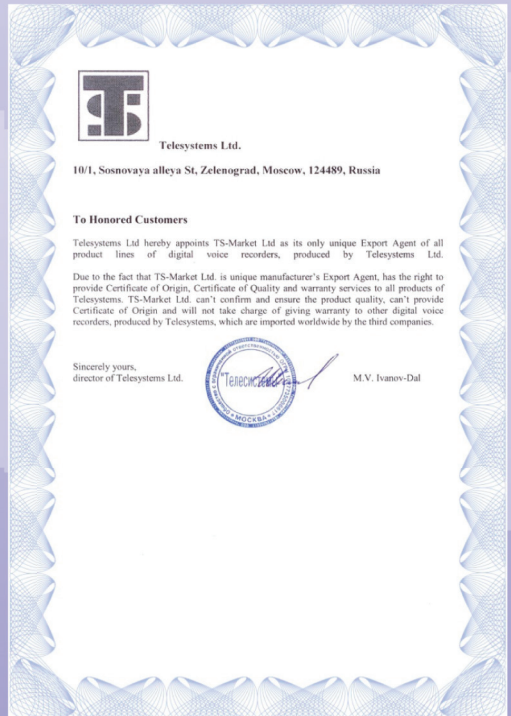 TS
Telesystems Ltd.
10/1, Sosnovaya alleya St, Zelenograd, Moscow, 124489, Russia
To Honored Customers
Telesystems Ltd hereby appoints TS-Market Ltd as its only unique Export Agent of all
product lines of digital voice recorders, produced by Telesystems Ltd.
Due to the fact that TS-Market Ltd. is unique manufacturer's Export Agent, has the right to
provide Certificate of Origin, Certificate of Quality and warranty services to all products of
Telesystems. TS-Market Ltd. can't confirm and ensure the product quality, can't provide
Certificate of Origin and will not take charge of giving warranty to other digital voice
recorders, produced by Telesystems, which are imported worldwide by the third companies.
Sincerely yours,
director of Telesystems Ltd.
"Телесистемы"
МОСКВА
M.V. Ivanov-Dal